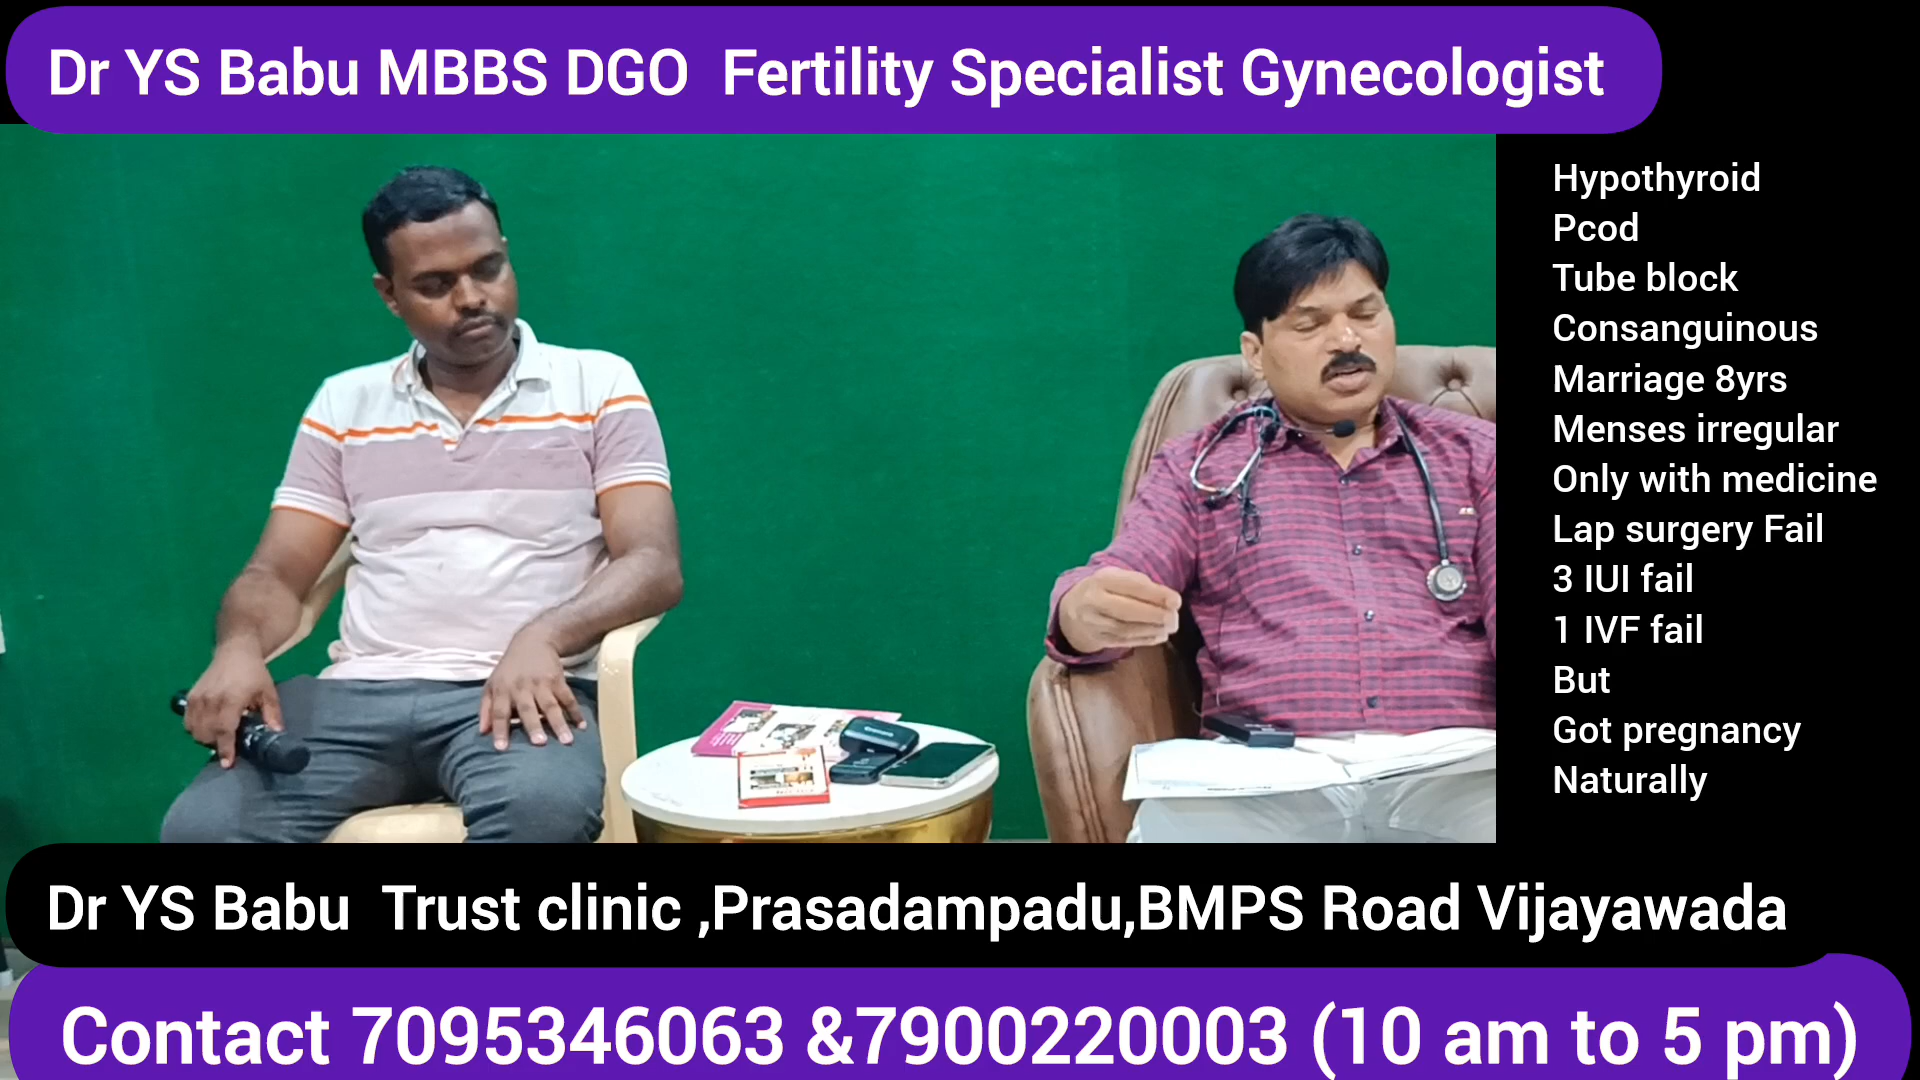 Dr YS Babu MBBS DGO  Fertility Specialist Gynecologist
Hypothyroid
Pcod
Tube block
Consanguinous
Marriage 8yrs
Menses irregular
Only with medicine
Lap surgery Fail
3 IUI fail
1 IVF fail
But
Got pregnancy
Naturally
Dr YS Babu  Trust clinic ,Prasadampadu,BMPS Road Vijayawada
Contact 7095346063 &7900220003 (10 am to 5 pm)